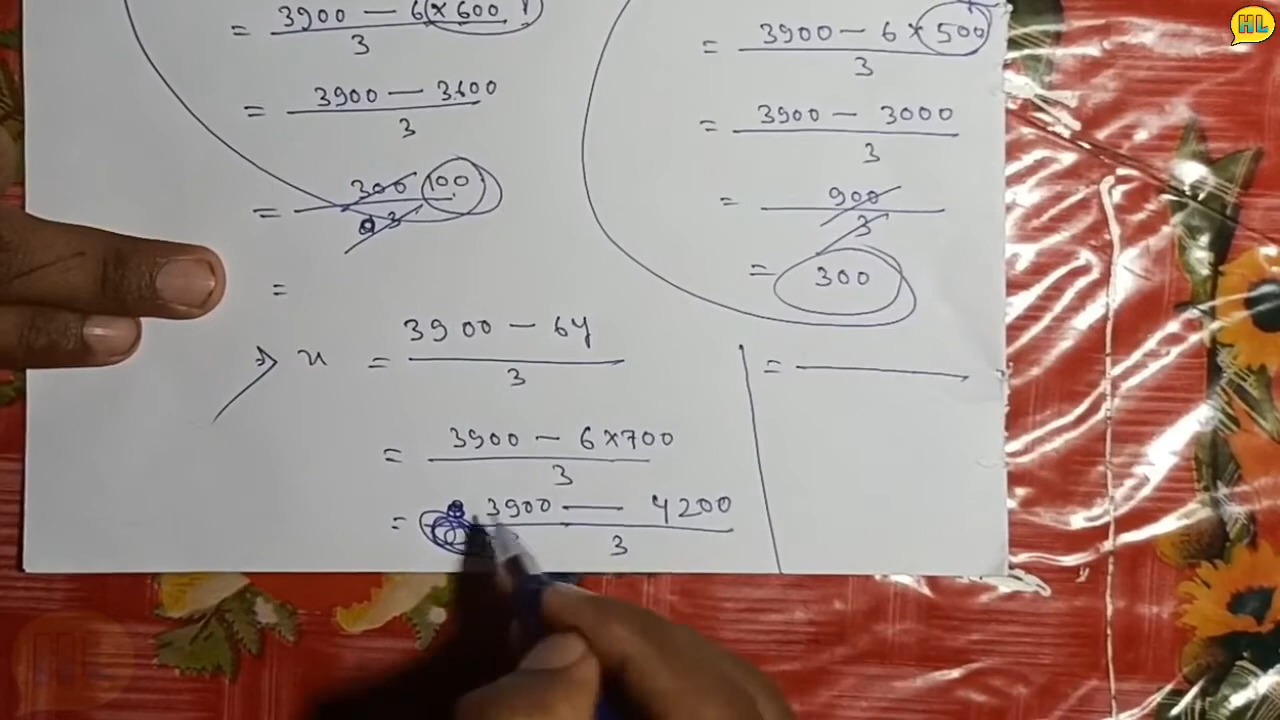 HL
= 3900 — 6(× 600)
3
= 3900 — 3600
3
= 300 100
3
=
= 3900 — 6 × 500
3
= 3900 — 3000
3
= 900
3
= 300
⇒ x = 3900 — 6y
3
= 3900 — 6×700
3
= 3900 — 4200
3
=
HL